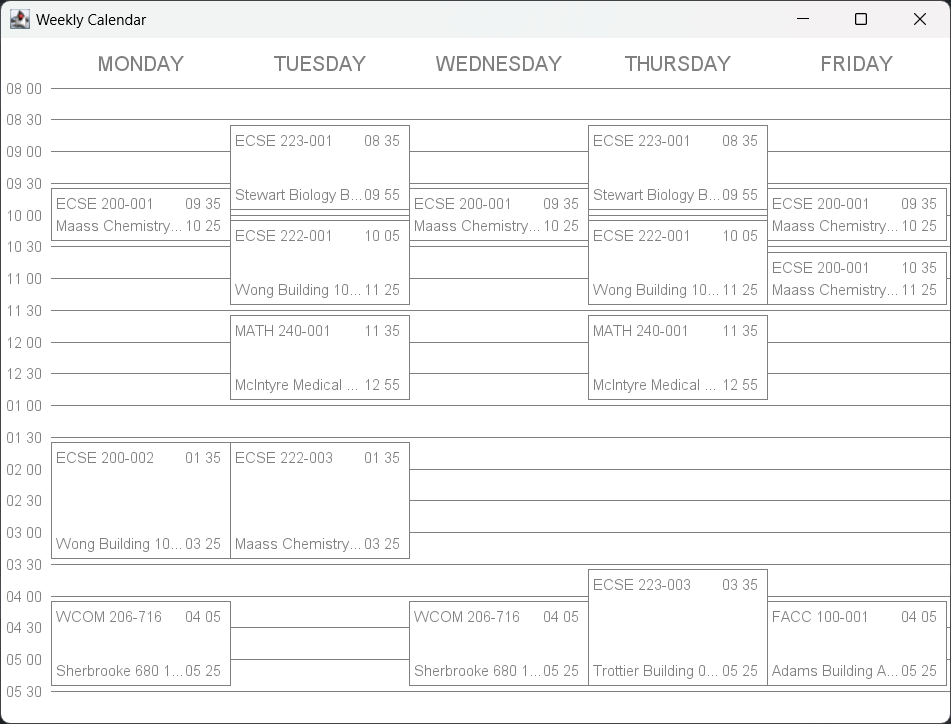 Weekly Calendar
MONDAY TUESDAY WEDNESDAY THURSDAY FRIDAY
08 00
08 30
ECSE 223-001 08 35 ECSE 223-001 08 35
09 00
09 30
Stewart Biology B... 09 55 Stewart Biology B... 09 55
ECSE 200-001 09 35 ECSE 200-001 09 35 ECSE 200-001 09 35
10 00
Maass Chemistry... 10 25 Maass Chemistry... 10 25 Maass Chemistry... 10 25
ECSE 222-001 10 05 ECSE 222-001 10 05
10 30
ECSE 200-001 10 35
11 00
Wong Building 10... 11 25 Wong Building 10... 11 25 Maass Chemistry... 11 25
11 30
MATH 240-001 11 35 MATH 240-001 11 35
12 00
12 30
McIntyre Medical ... 12 55 McIntyre Medical ... 12 55
01 00
01 30
ECSE 200-002 01 35 ECSE 222-003 01 35
02 00
02 30
03 00
Wong Building 10... 03 25 Maass Chemistry... 03 25
03 30
ECSE 223-003 03 35
04 00
WCOM 206-716 04 05 WCOM 206-716 04 05 FACC 100-001 04 05
04 30
05 00
Sherbrooke 680 1... 05 25 Sherbrooke 680 1... 05 25 Trottier Building 0... 05 25 Adams Building A... 05 25
05 30